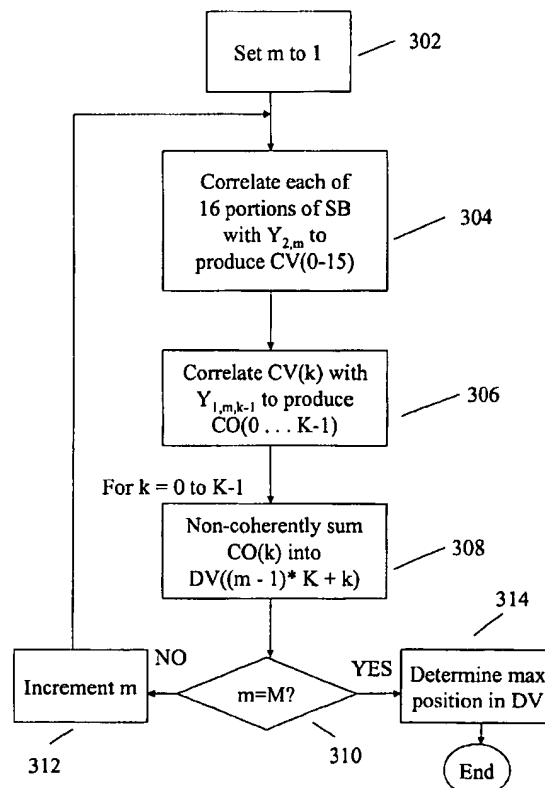 Set m to 1
302
Correlate each of
16 portions of SB
with Y2,m to
produce CV(0-15)
304
Correlate CV(k) with
Y1,m,k-1 to produce
CO(0 . . . K-1)
306
For k = 0 to K-1
Non-coherently sum
CO(k) into
DV((m - 1)* K + k)
308
314
NO
YES
Increment m
m=M?
Determine max
position in DV
312
310
End